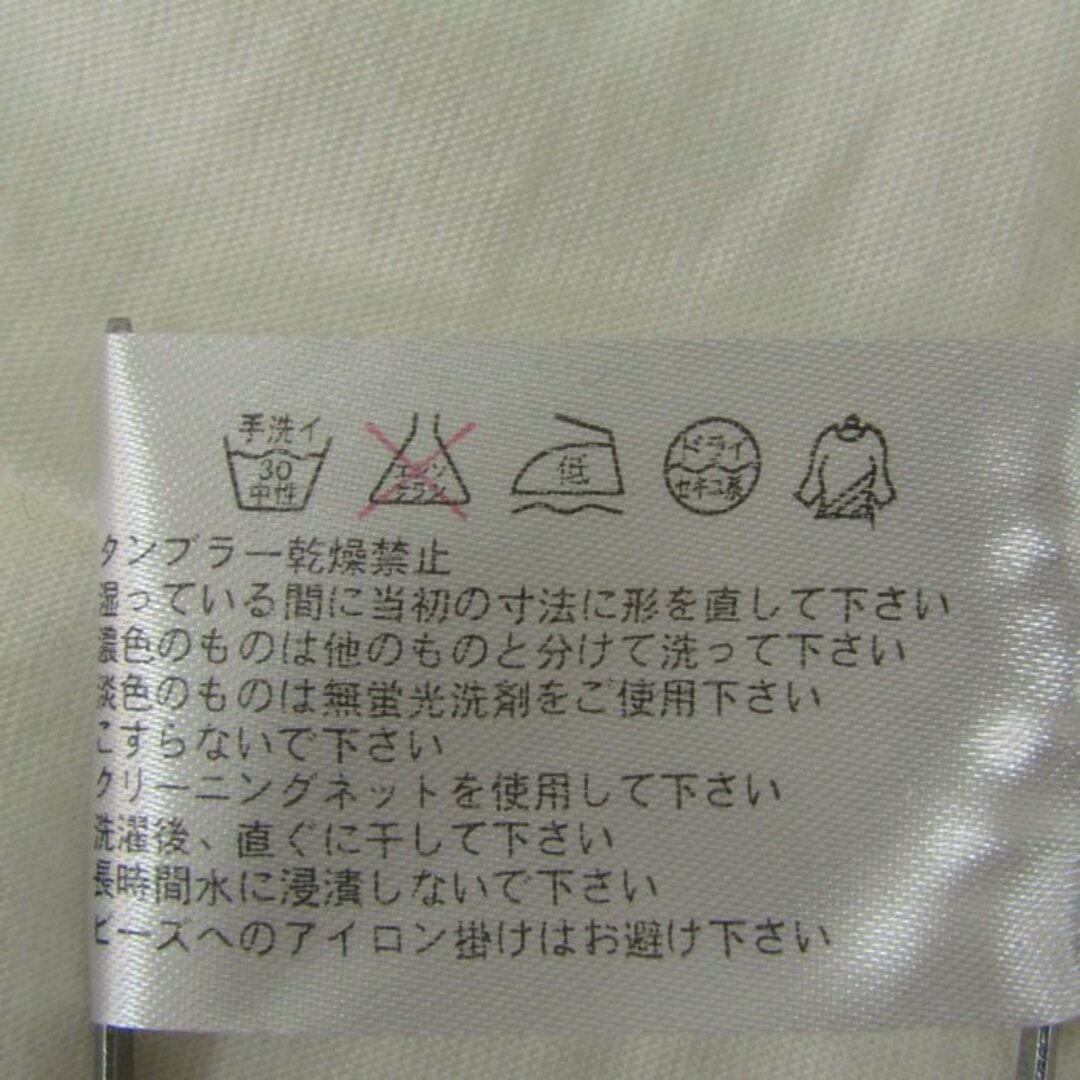 手洗イ 30 中性
エンソ サラシ
低
ドライ セキユ系
タンブラー乾燥禁止
湿っている間に当初の寸法に形を直して下さい
濃色のものは他のものと分けて洗って下さい
淡色のものは無蛍光洗剤をご使用下さい
こすらないで下さい
クリーニングネットを使用して下さい
洗濯後、直ぐに干して下さい
長時間水に浸漬しないで下さい
ビーズへのアイロン掛けはお避け下さい